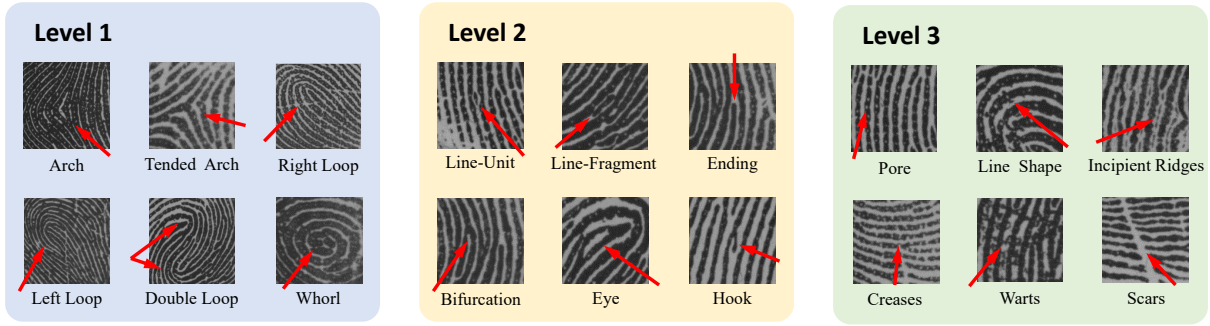 Level 1
Arch
Tended Arch
Right Loop
Left Loop
Double Loop
Whorl
Level 2
Line-Unit
Line-Fragment
Ending
Bifurcation
Eye
Hook
Level 3
Pore
Line Shape
Incipient Ridges
Creases
Warts
Scars